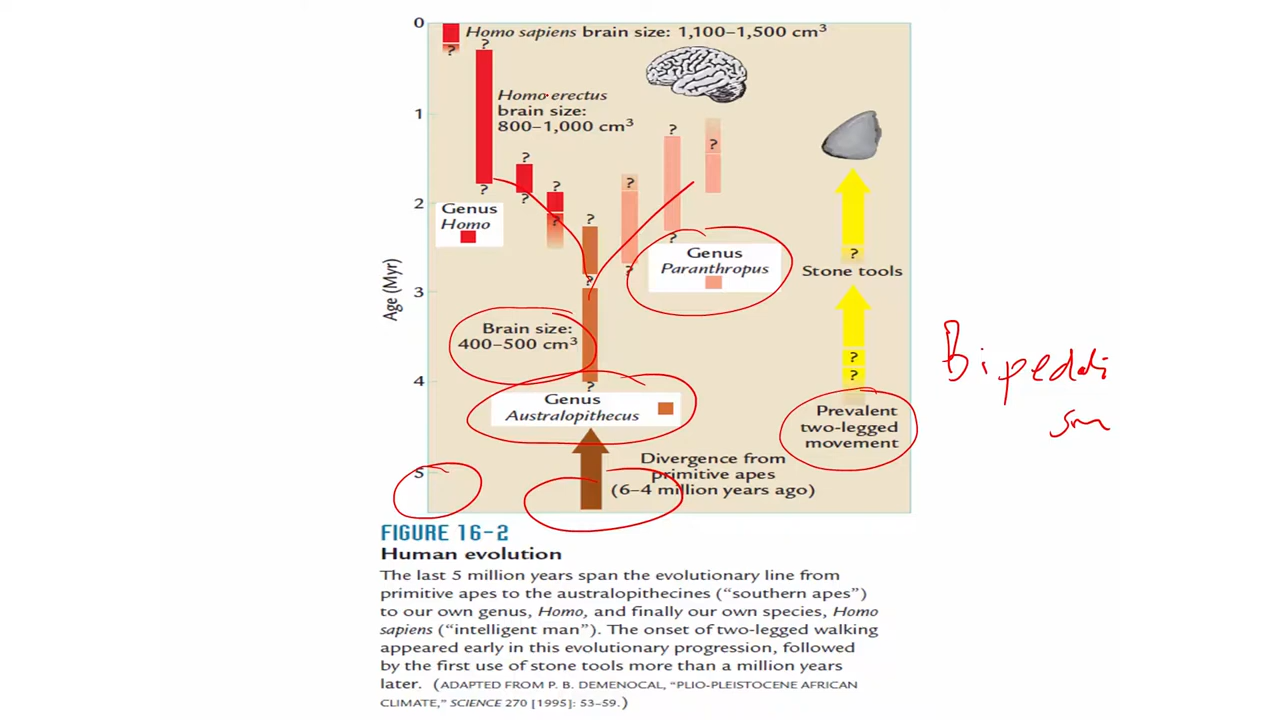 0
Homo sapiens brain size: 1,100–1,500 cm³
?
?
Homo erectus
brain size:
800–1,000 cm³
1
?
?
?
?
?
?
?
?
?
2
Genus
Homo
?
?
?
?
Genus
Paranthropus
?
?
Stone tools
Age (Myr)
3
Brain size:
400–500 cm³
?
?
4
?
Genus
Australopithecus
Prevalent
two-legged
movement
Bipedali
sm
5
Divergence from
primitive apes
(6–4 million years ago)
FIGURE 16-2
Human evolution
The last 5 million years span the evolutionary line from
primitive apes to the australopithecines (“southern apes”)
to our own genus, Homo, and finally our own species, Homo
sapiens (“intelligent man”). The onset of two-legged walking
appeared early in this evolutionary progression, followed
by the first use of stone tools more than a million years
later. (ADAPTED FROM P. B. DEMENOCAL, “PLIO-PLEISTOCENE AFRICAN
CLIMATE,” SCIENCE 270 [1995]: 53–59.)